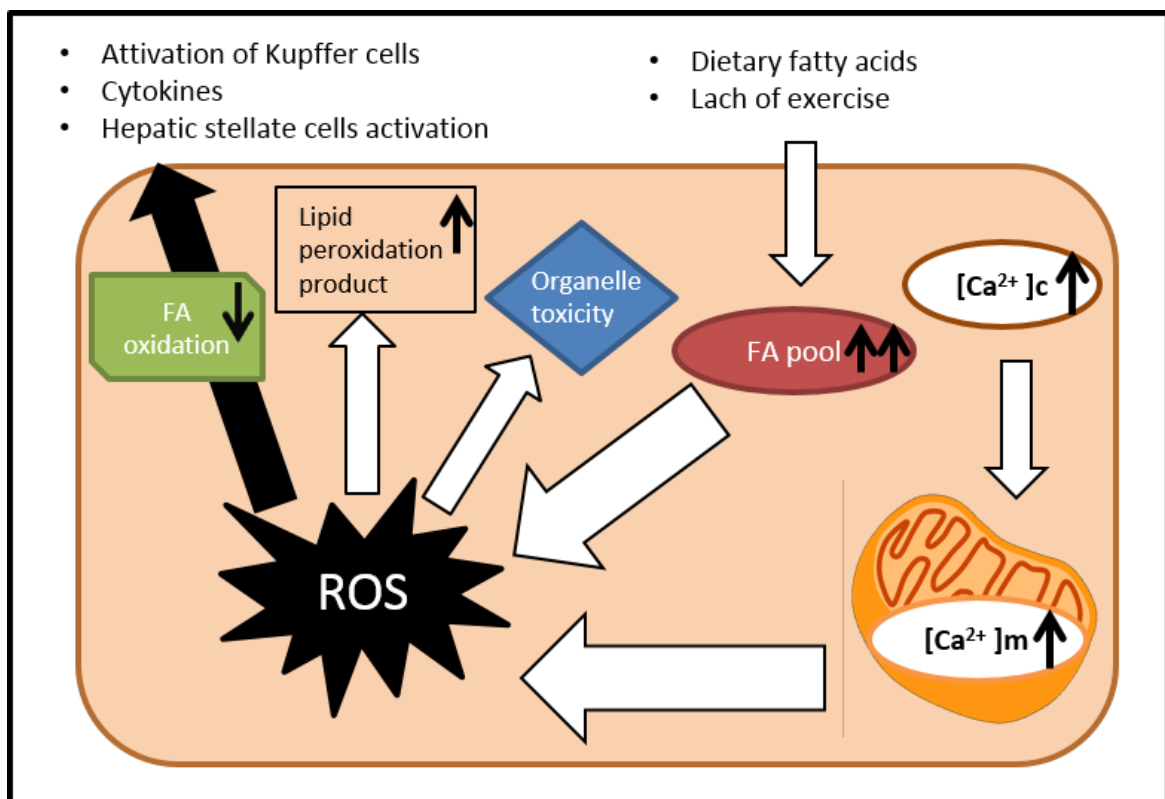 • Attivation of Kupffer cells
• Cytokines
• Hepatic stellate cells activation
• Dietary fatty acids
• Lach of exercise
Lipid
peroxidation
product
Organelle
toxicity
[Ca²⁺ ]c
FA
oxidation
FA pool
ROS
[Ca²⁺ ]m